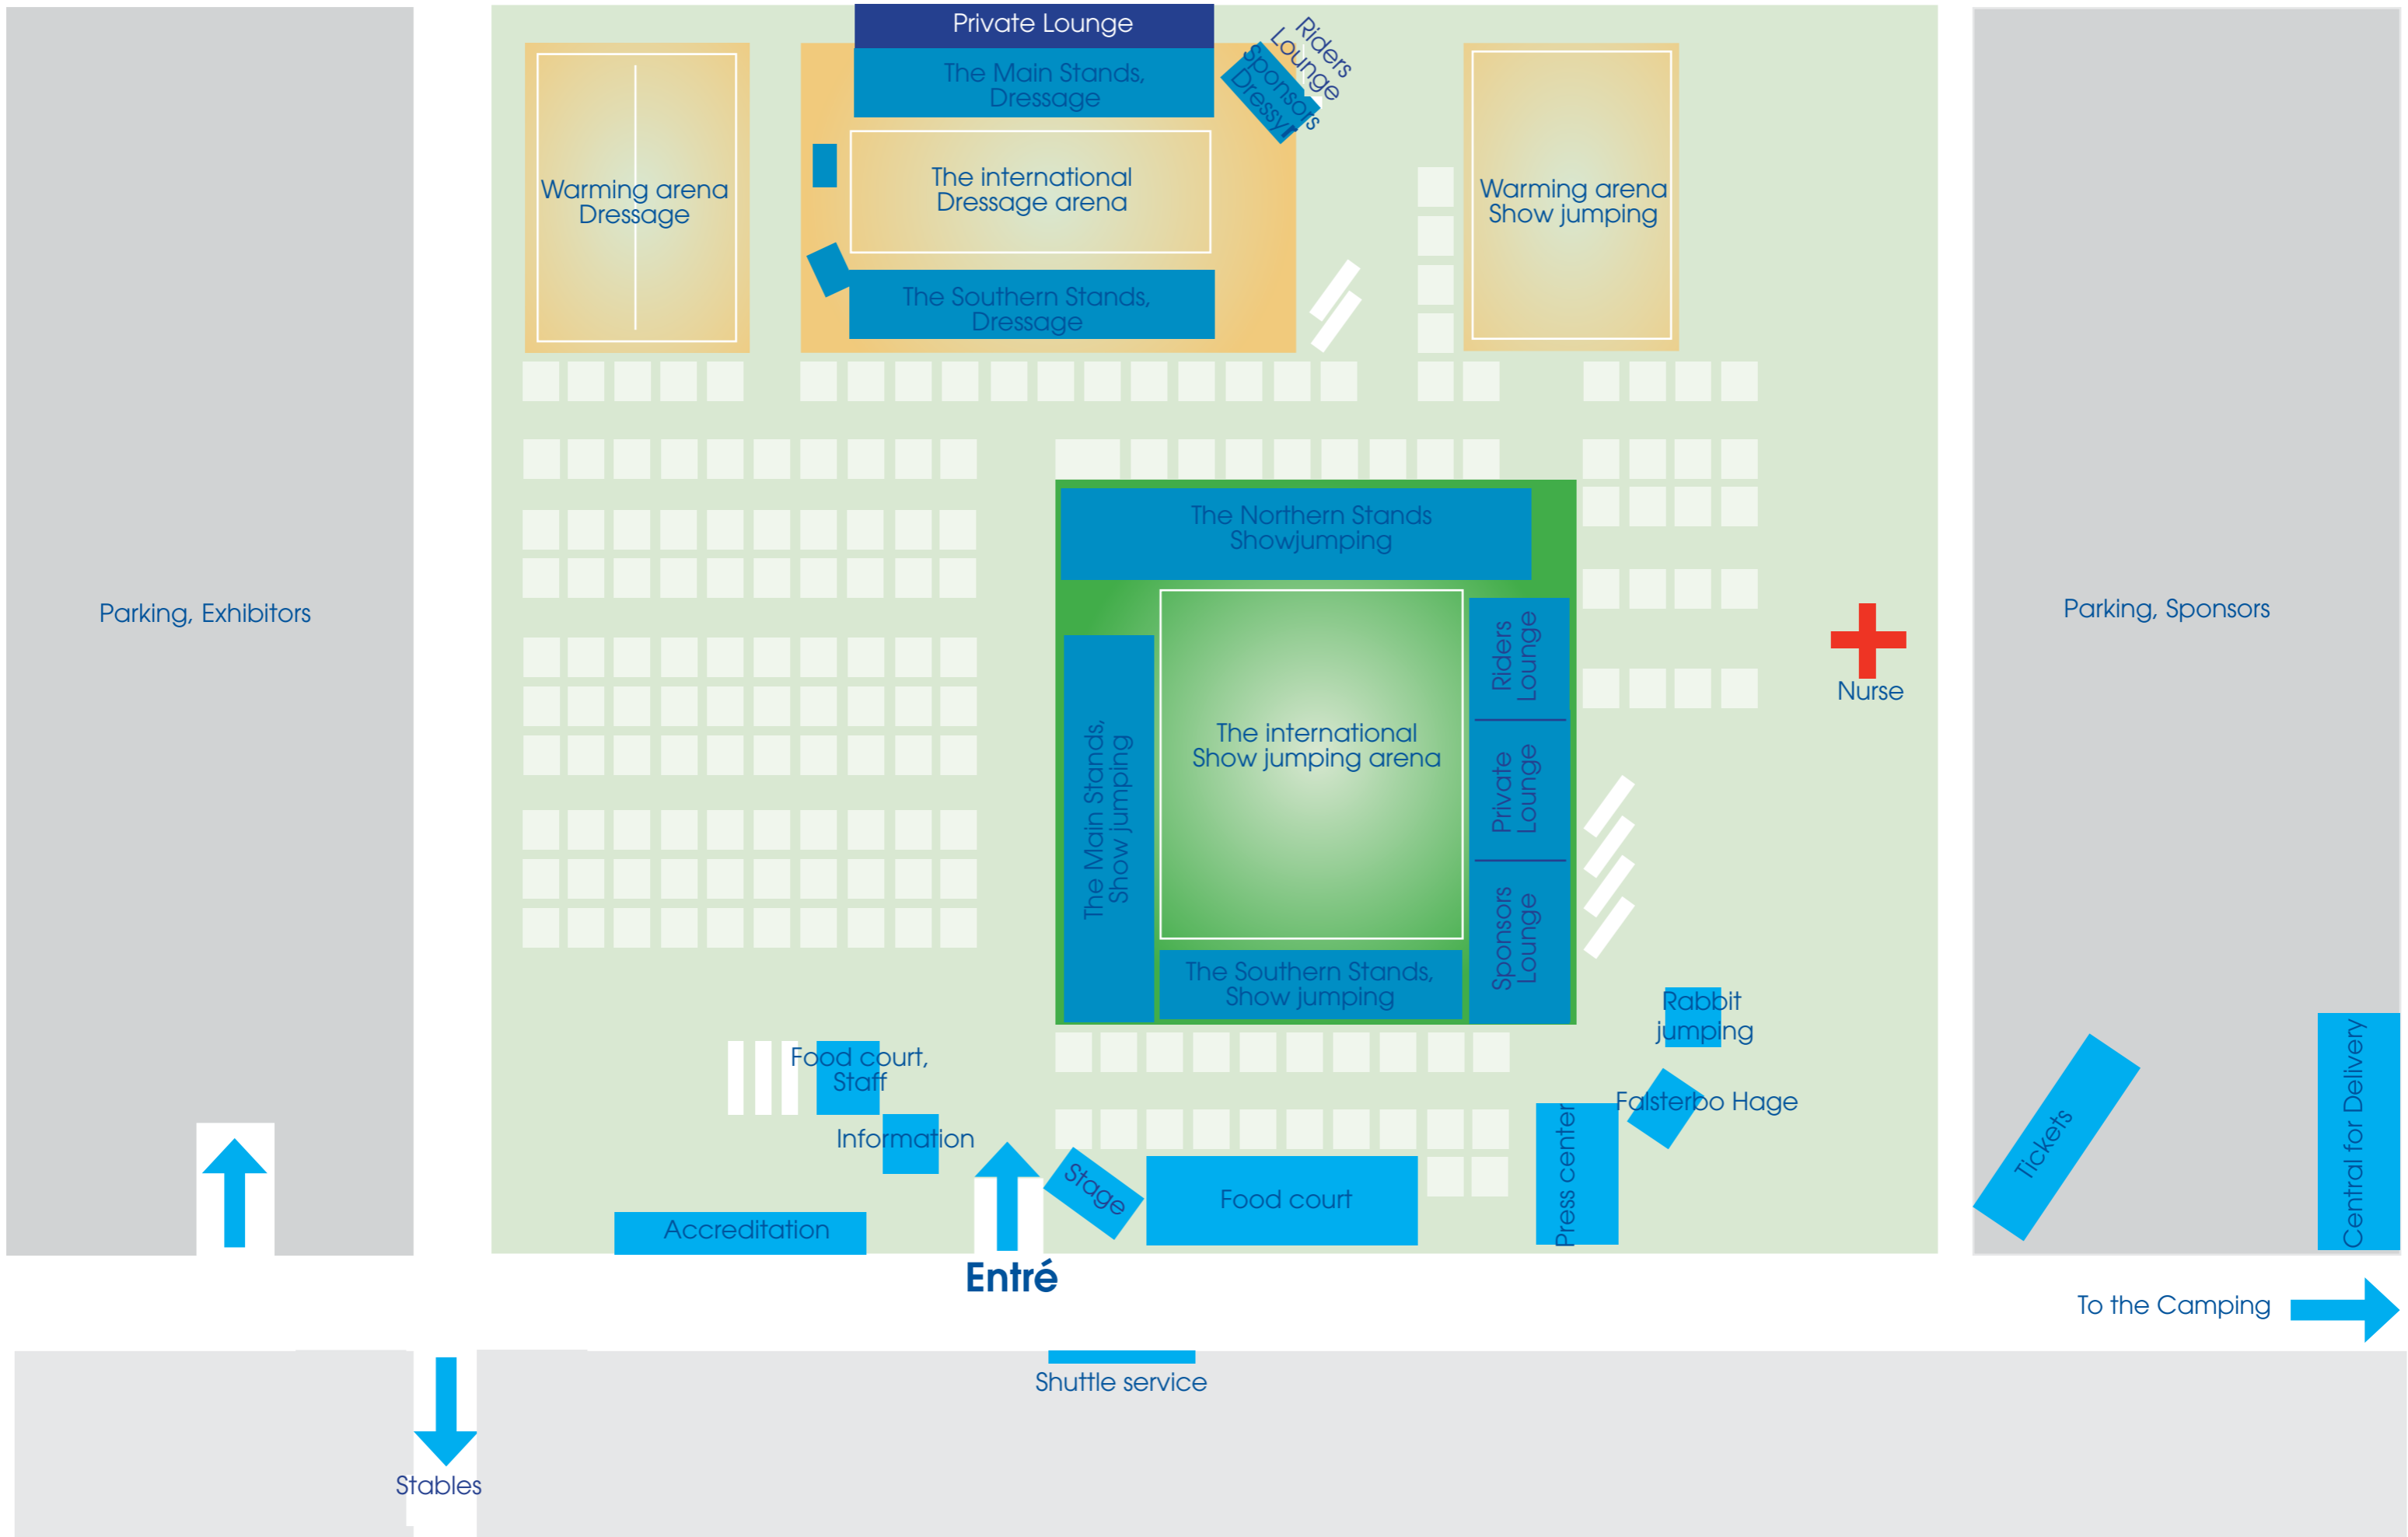 Private Lounge
The Main Stands,
Dressage
Riders
Lounge
Sponsors
Dressyr
Warming arena
Dressage
The international
Dressage arena
Warming arena
Show jumping
The Southern Stands,
Dressage
The Northern Stands
Showjumping
Parking, Exhibitors
Parking, Sponsors
Riders
Lounge
Nurse
The international
Show jumping arena
The Main Stands,
Show jumping
Private
Lounge
Sponsors
Lounge
The Southern Stands,
Show jumping
Rabbit
jumping
Food court,
Staff
Falsterbo Hage
Information
Tickets
Central for Delivery
Stage
Food court
Press center
Accreditation
Entré
To the Camping
Shuttle service
Stables